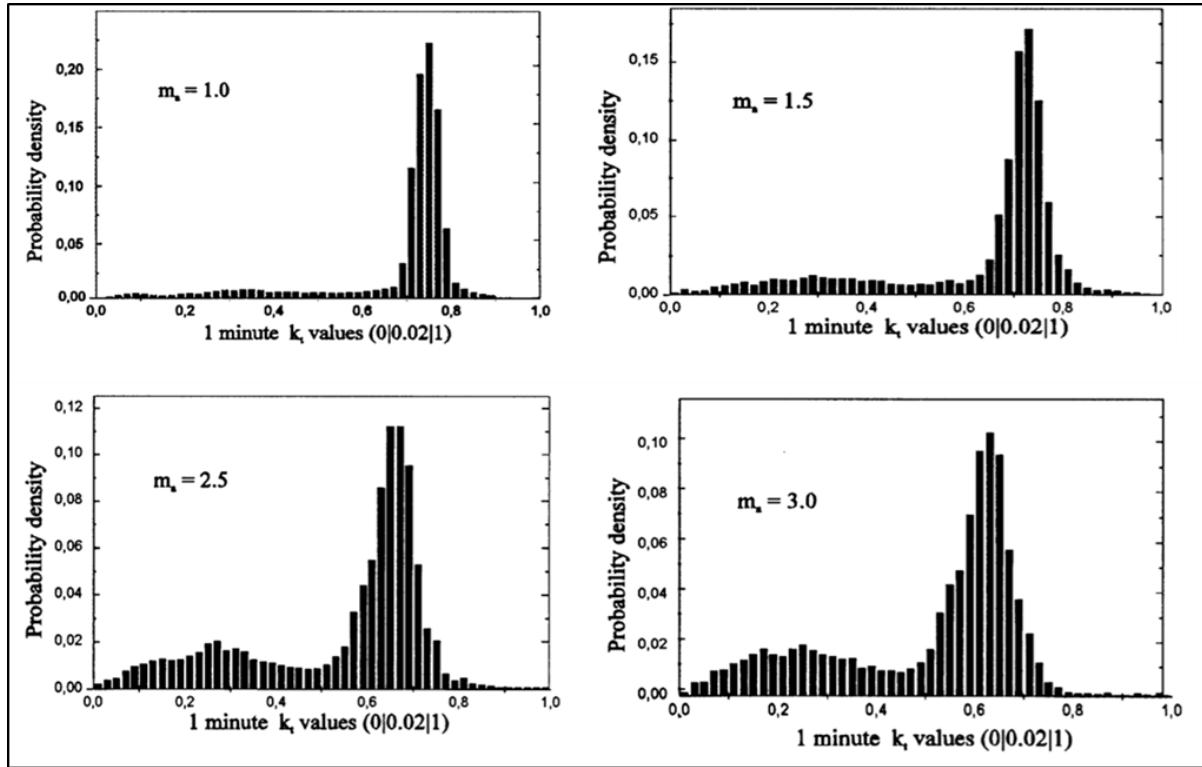 Probability density
0,20
0,15
0,10
0,05
0,00
m_a = 1.0
0,0 0,2 0,4 0,6 0,8 1,0
1 minute k_t values (0|0.02|1)
Probability density
0,15
0,10
0,05
0,00
m_a = 1.5
0,0 0,2 0,4 0,6 0,8 1,0
1 minute k_t values (0|0.02|1)
Probability density
0,12
0,10
0,08
0,06
0,04
0,02
0,00
m_a = 2.5
0,0 0,2 0,4 0,6 0,8 1,0
1 minute k_t values (0|0.02|1)
Probability density
0,10
0,08
0,06
0,04
0,02
0,00
m_a = 3.0
0,0 0,2 0,4 0,6 0,8 1,0
1 minute k_t values (0|0.02|1)